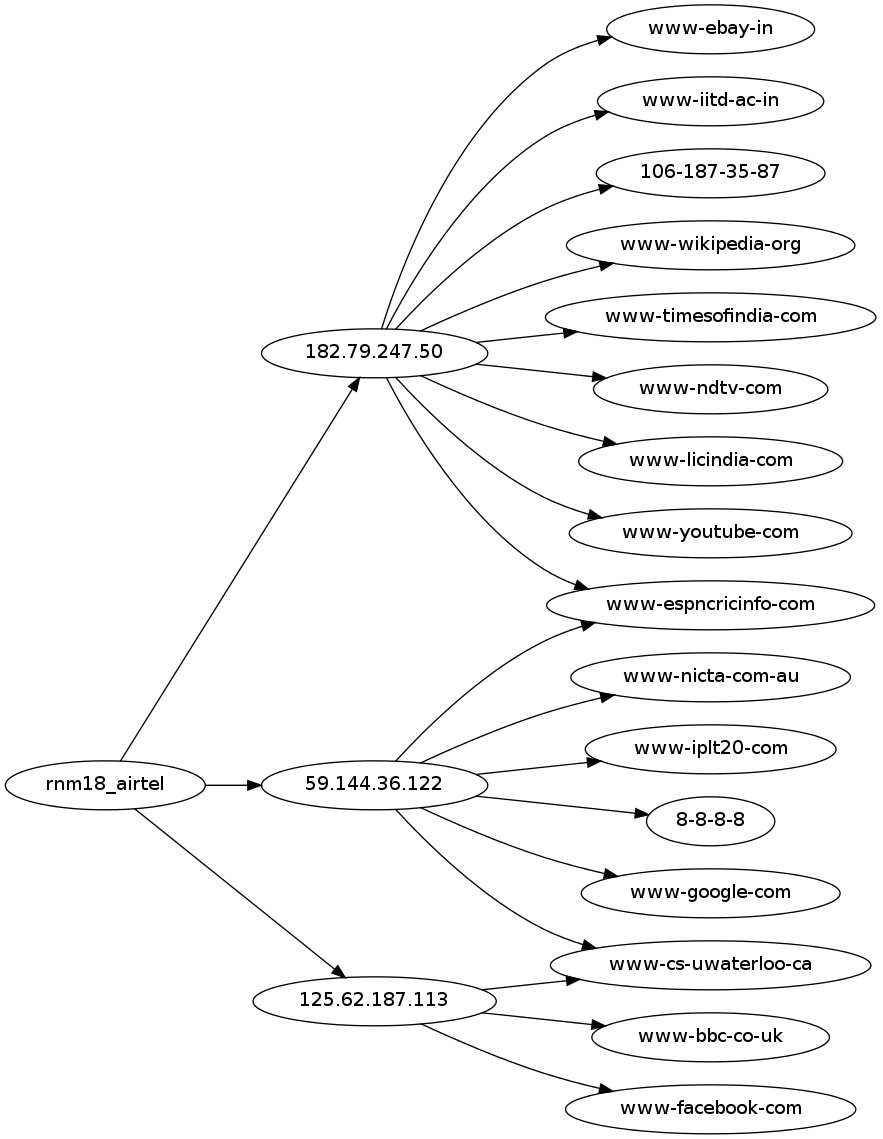 www-ebay-in
www-iitd-ac-in
106-187-35-87
www-wikipedia-org
www-timesofindia-com
182.79.247.50
www-ndtv-com
www-licindia-com
www-youtube-com
www-espncricinfo-com
www-nicta-com-au
www-iplt20-com
rnm18_airtel
59.144.36.122
8-8-8-8
www-google-com
www-cs-uwaterloo-ca
125.62.187.113
www-bbc-co-uk
www-facebook-com